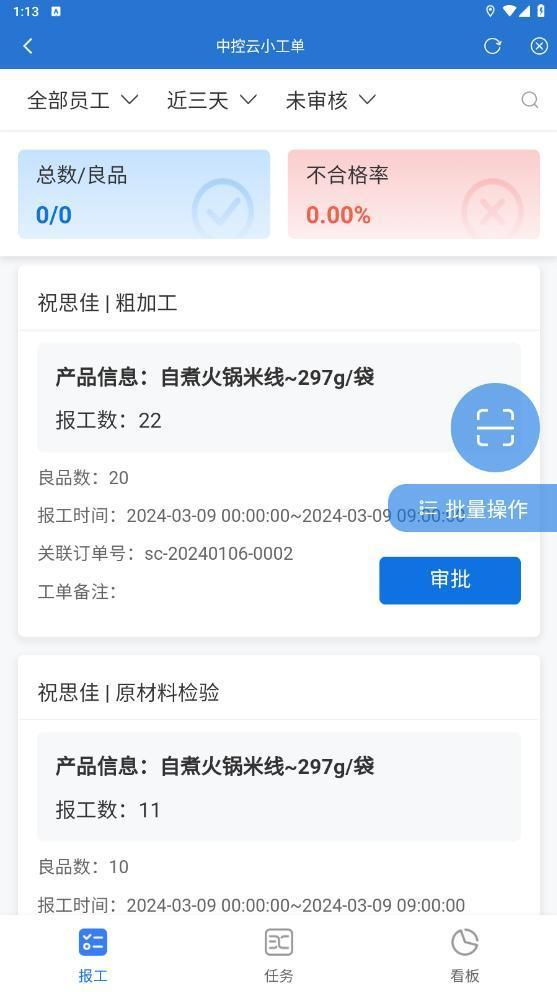 1:13
中控云小工单
全部员工 近三天 未审核
总数/良品 不合格率
0/0 0.00%
祝思佳 | 粗加工
产品信息：自煮火锅米线~297g/袋
报工数：22
良品数：20
报工时间：2024-03-09 00:00:00~2024-03-09 09:00:00
批量操作
关联订单号：sc-20240106-0002
工单备注：
审批
祝思佳 | 原材料检验
产品信息：自煮火锅米线~297g/袋
报工数：11
良品数：10
报工时间：2024-03-09 00:00:00~2024-03-09 09:00:00
报工 任务 看板